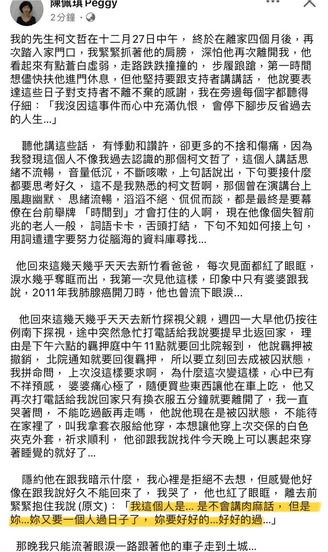 陳佩琪 Peggy
2分鐘
我的先生柯文哲在十二月27日中午，終於在離家四個月後，再
次踏入家門口，我緊緊抓著他的肩膀，深怕他再次離開我，他
看起來有點蒼白虛弱，走路跌跌撞撞的，步履踉蹌，第一時間
想儘快扶他進門休息，但他堅持要跟支持者講講話，他說要表
達這些日子對支持者不離不棄的感謝，我在旁邊每個字都聽得
仔細：「我沒因這事件而心中充滿仇恨，會停下腳步反省過去
的人生...」
聽他講這些話，有悸動和讚許，卻更多的不捨和傷痛，因為
我發現這個人不像我過去認識的那個柯文哲了，這個人講話思
緒不流暢，音量低沉，不斷咳嗽，上句話說出，下句要接什麼
都要思考好久，這不是我熟悉的柯文哲啊，那個曾在演講台上
風趣幽默、思緒流暢，滔滔不絕、侃侃而談，都是最終是要幕
僚在台前舉牌「時間到」才會打住的人啊，現在他像個失智前
兆的老人一般，詞語卡卡，舌頭打結，下句不知如何接上句，
用詞遣遣字要努力從腦海的資料庫尋找...
他回來這幾天幾乎天天去新竹看爸爸，每次見面都紅了眼眶，
淚水幾乎奪眶而出，我第一次見他這樣，印象中只有婆婆跟我
說，2011年我肺腺癌開刀時，他也曾流下眼淚...
他回來這幾天幾乎天天去新竹探視父親，週四一大早他仍按往
例南下探視，途中突然急忙打電話給我說要提早北返回家，理
由是下午六點的羈押庭中午11點就要回北院報到，他說羈押被
撤銷，北院通知就要回復羈押，所以要立刻回去成被囚狀態，
我拼命問，上次沒這樣要求啊，為什麼這次變這樣，心中已有
不祥預感，婆婆痛心極了，隨便買些東西讓他在車上吃，他又
再次打電話給我說回家只有換衣服五分鐘就要離開了，我一直
哭著問，不能吃過飯再走嗎，他說他現在是被囚狀態，不能待
在家裡了，叫我拿套衣服給他穿，本想讓他穿上次交保的白色
夾克外套，祈求順利，他卻跟我說找件今天晚上可以裹起來穿
著睡覺的就好了...
隱約他在跟我暗示什麼，我心裡一直拒絕不去想，但感覺他好
像在跟我說好久不能回來了，我哭了，他也紅了眼眶，離去前
緊緊抱住我說 (原文)：「我這個人是... 是不會講肉麻話，但是
妳...妳又要一個人過日子了，妳要好好的...好好的過...」
那晚我只能流著眼淚一路跟著他的車子走到土城...